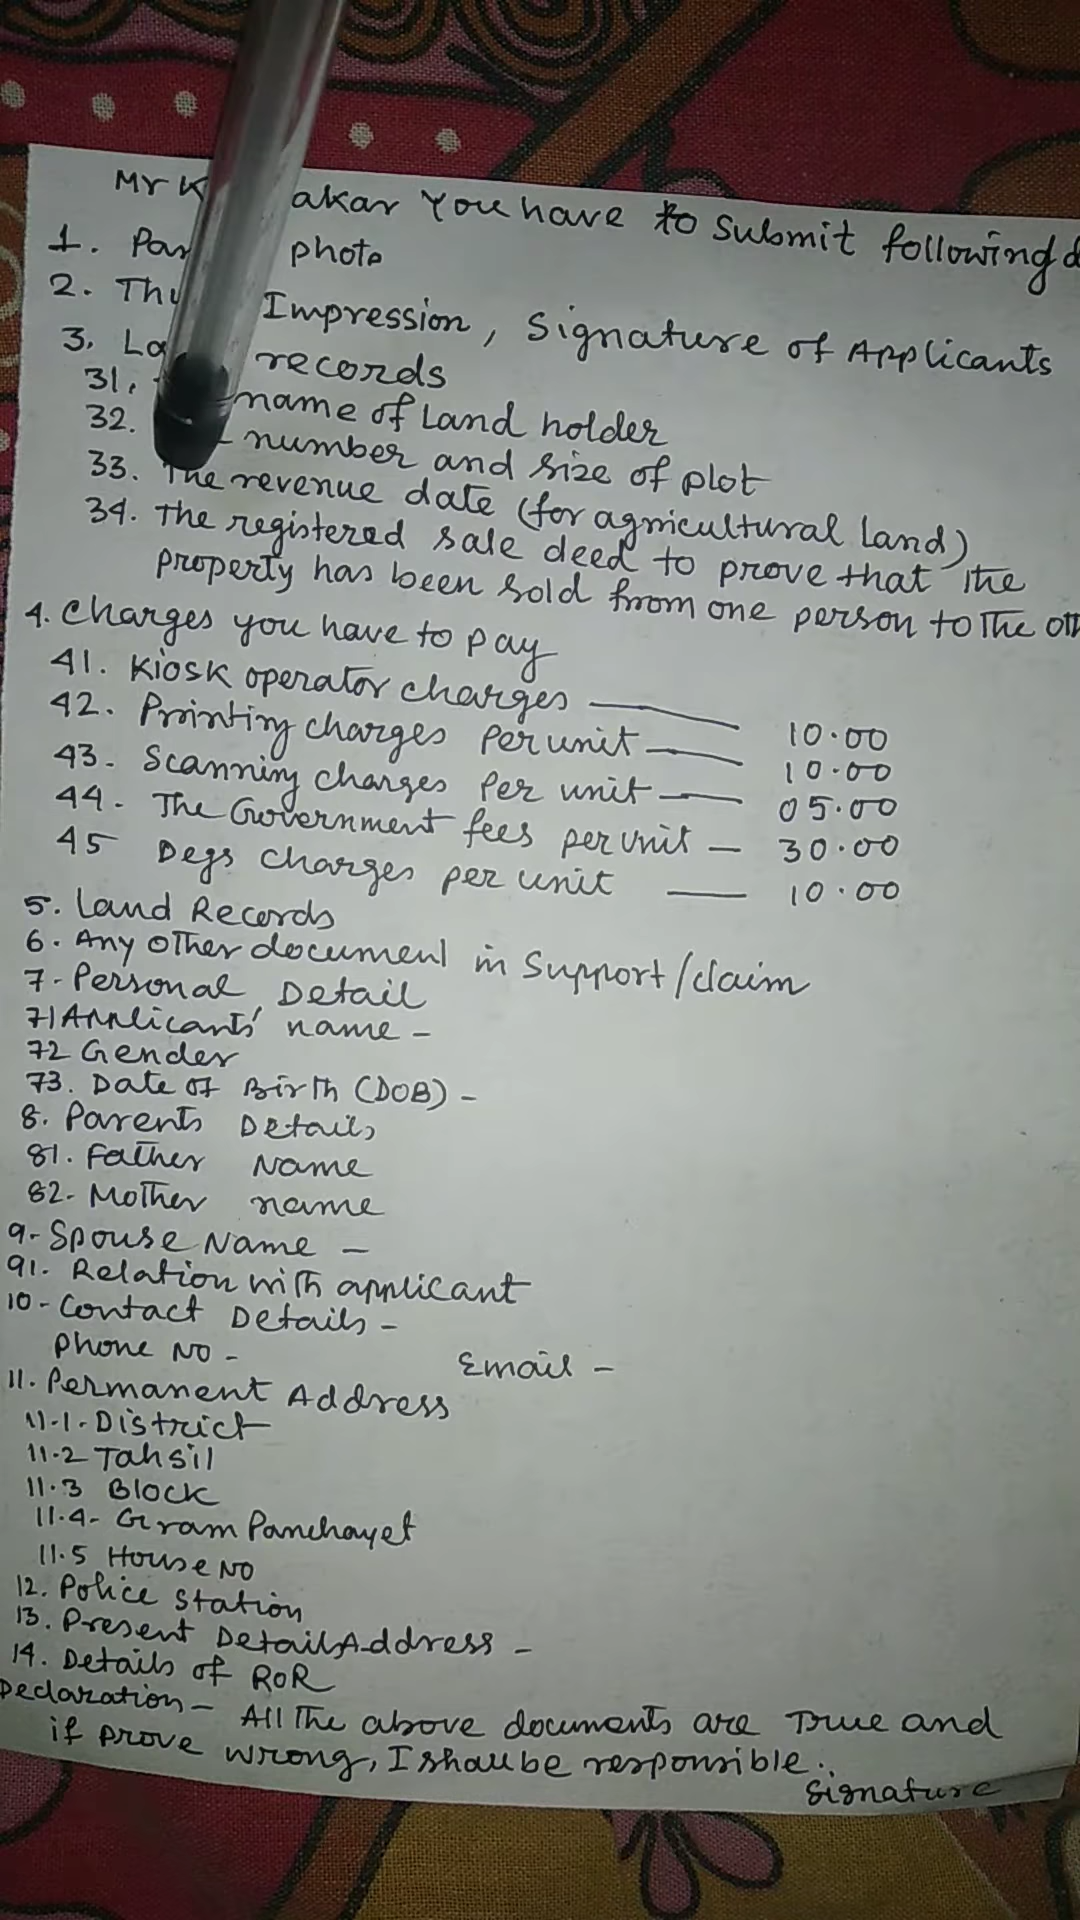 Mr K akar You have to submit following
1. photo
2. Impression, Signature of Applicants
3. records
31. name of Land holder
32. number and size of plot
33. The revenue date (for agricultural land)
34. The registered sale deed to prove that the
property has been sold from one person to The
4. Charges you have to pay
41. Kiosk operator charges — 10.00
42. Printing charges Per unit — 10.00
43. Scanning charges Per unit — 05.00
44. The Government fees per unit — 30.00
45 Degs charges per unit — 10.00
5. Land Records
6. Any other document in Support/claim
7. Personal Detail
71 Applicants' name -
72 Gender
73. Date of Birth (DOB) -
8. Parents Details
81. Father Name
82. Mother name
9. Spouse Name -
91. Relation with applicant
10. Contact Details -
Phone No - Email -
11. Permanent Address
11.1. District
11.2 Tahsil
11.3 Block
11.4. Gram Panchayet
11.5 House No
12. Police Station
13. Present Details Address -
14. Details of ROR
Declaration - All The above documents are True and
if prove wrong, I shall be responsible.
Signature